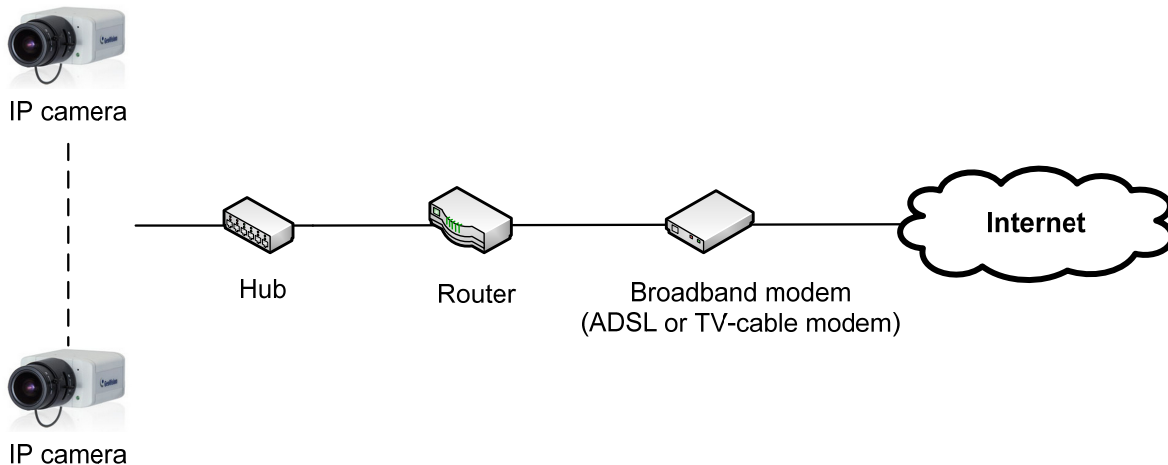 IP camera
Hub
Router
Broadband modem
(ADSL or TV-cable modem)
Internet
IP camera